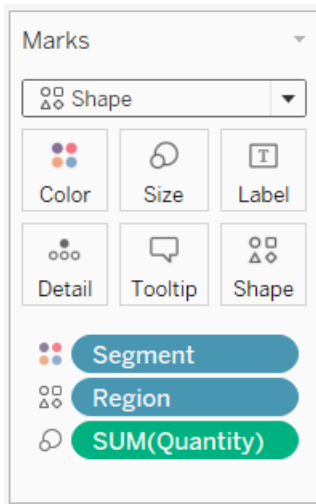 Marks
Shape
Color Size Label
Detail Tooltip Shape
Segment
Region
SUM(Quantity)